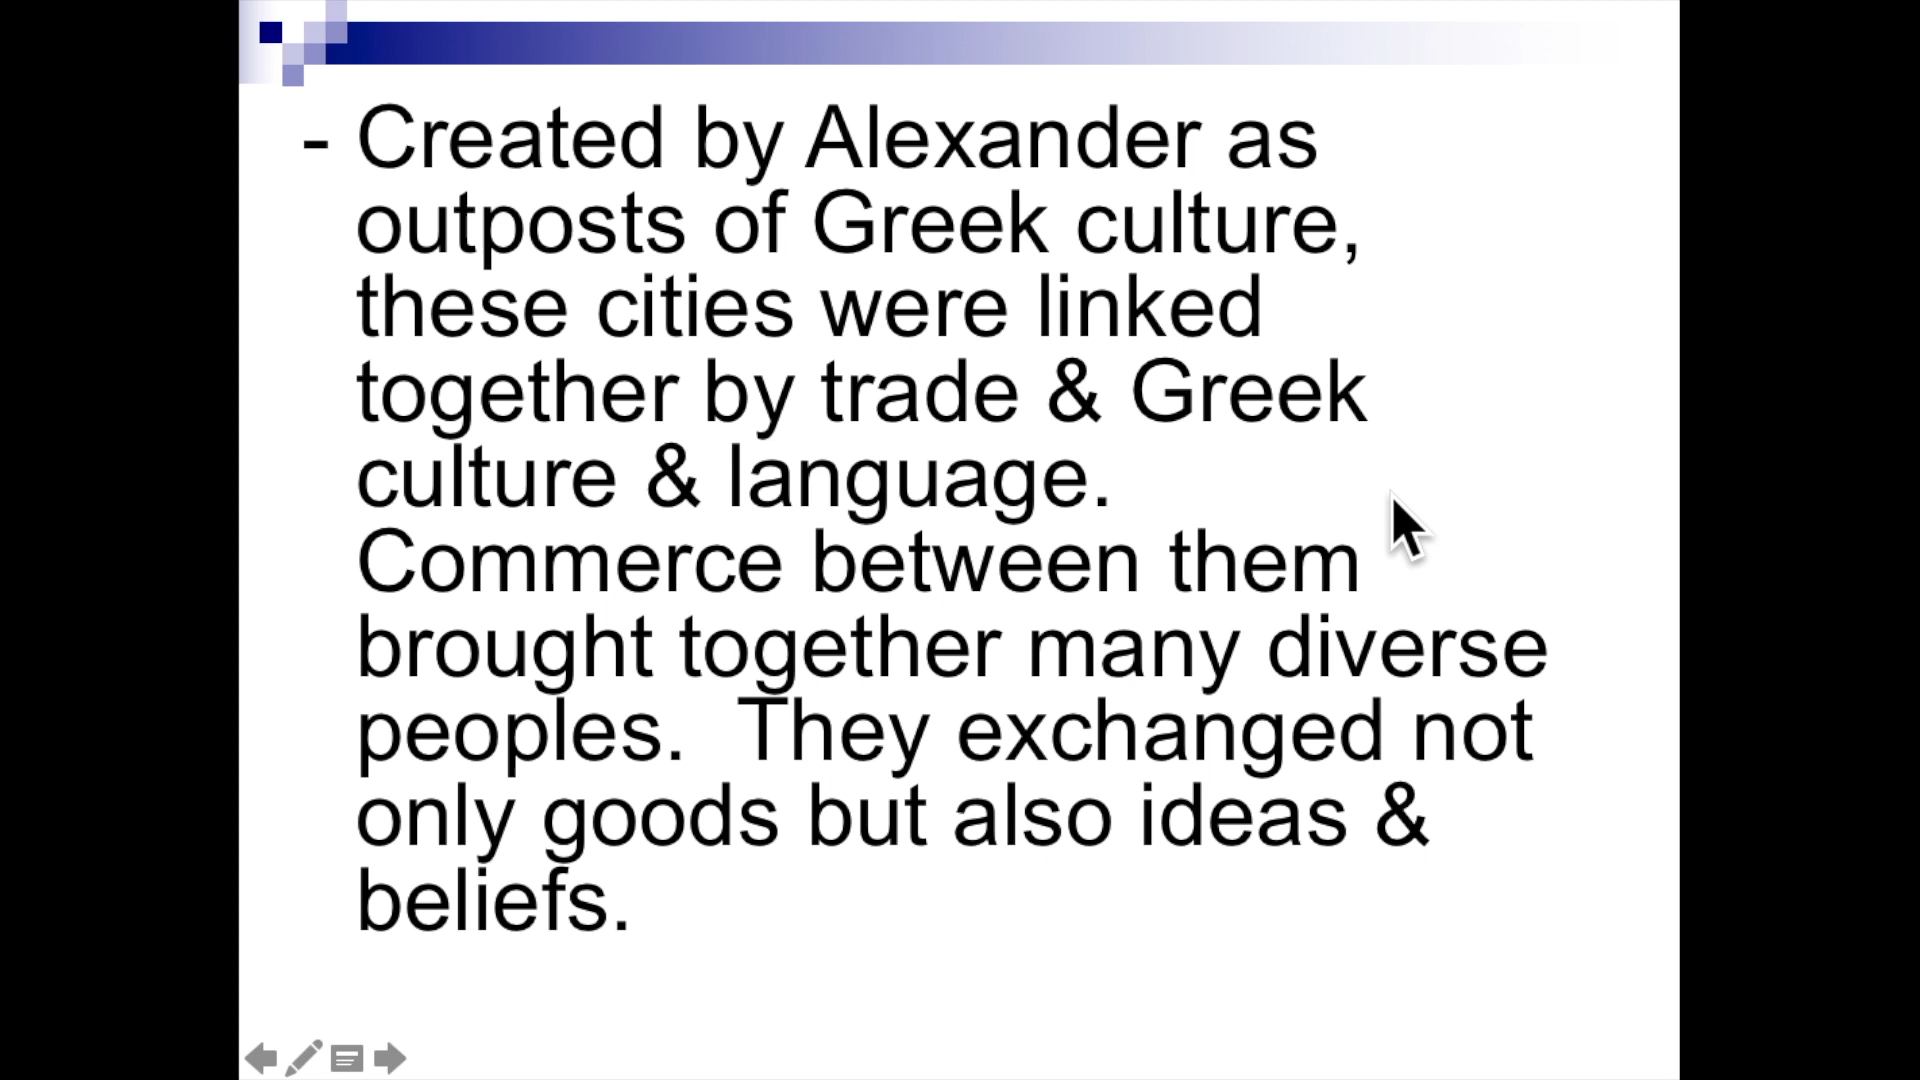 - Created by Alexander as
outposts of Greek culture,
these cities were linked
together by trade & Greek
culture & language.
Commerce between them
brought together many diverse
peoples.  They exchanged not
only goods but also ideas &
beliefs.